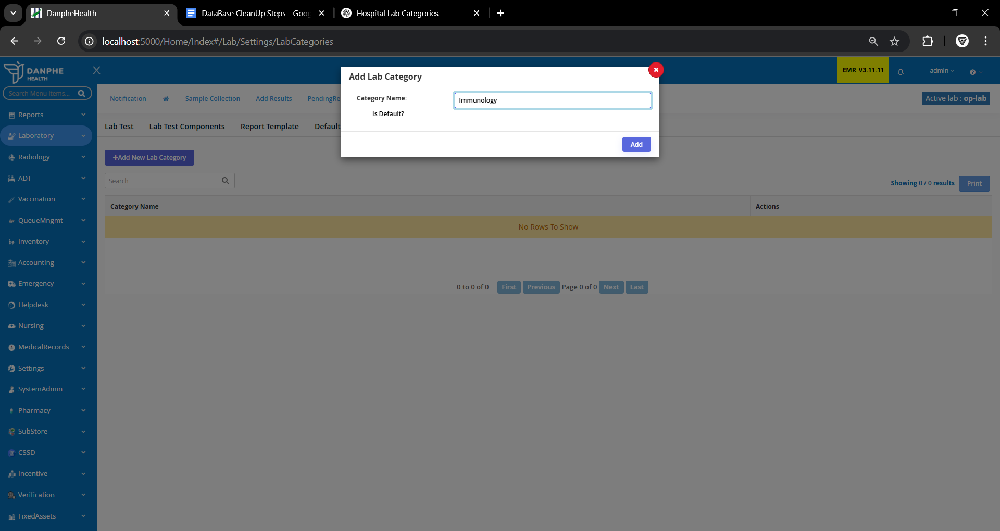 DanpheHealth
DataBase CleanUp Steps - Goo
Hospital Lab Categories
localhost:5000/Home/Index#/Lab/Settings/LabCategories
DANPHE
HEALTH
Search Menu Items...
Reports
Laboratory
Radiology
ADT
Vaccination
QueueMngmt
Inventory
Accounting
Emergency
Helpdesk
Nursing
MedicalRecords
Settings
SystemAdmin
Pharmacy
SubStore
CSSD
Incentive
Verification
FixedAssets
EMR_V3.11.11
admin
Notification
Sample Collection
Add Results
PendingRe
Active lab : op-lab
Lab Test
Lab Test Components
Report Template
Default
Add Lab Category
Category Name:
Immunology
Is Default?
Add
+Add New Lab Category
Search
Showing 0 / 0 results
Print
Category Name
Actions
No Rows To Show
0 to 0 of 0
First
Previous
Page 0 of 0
Next
Last